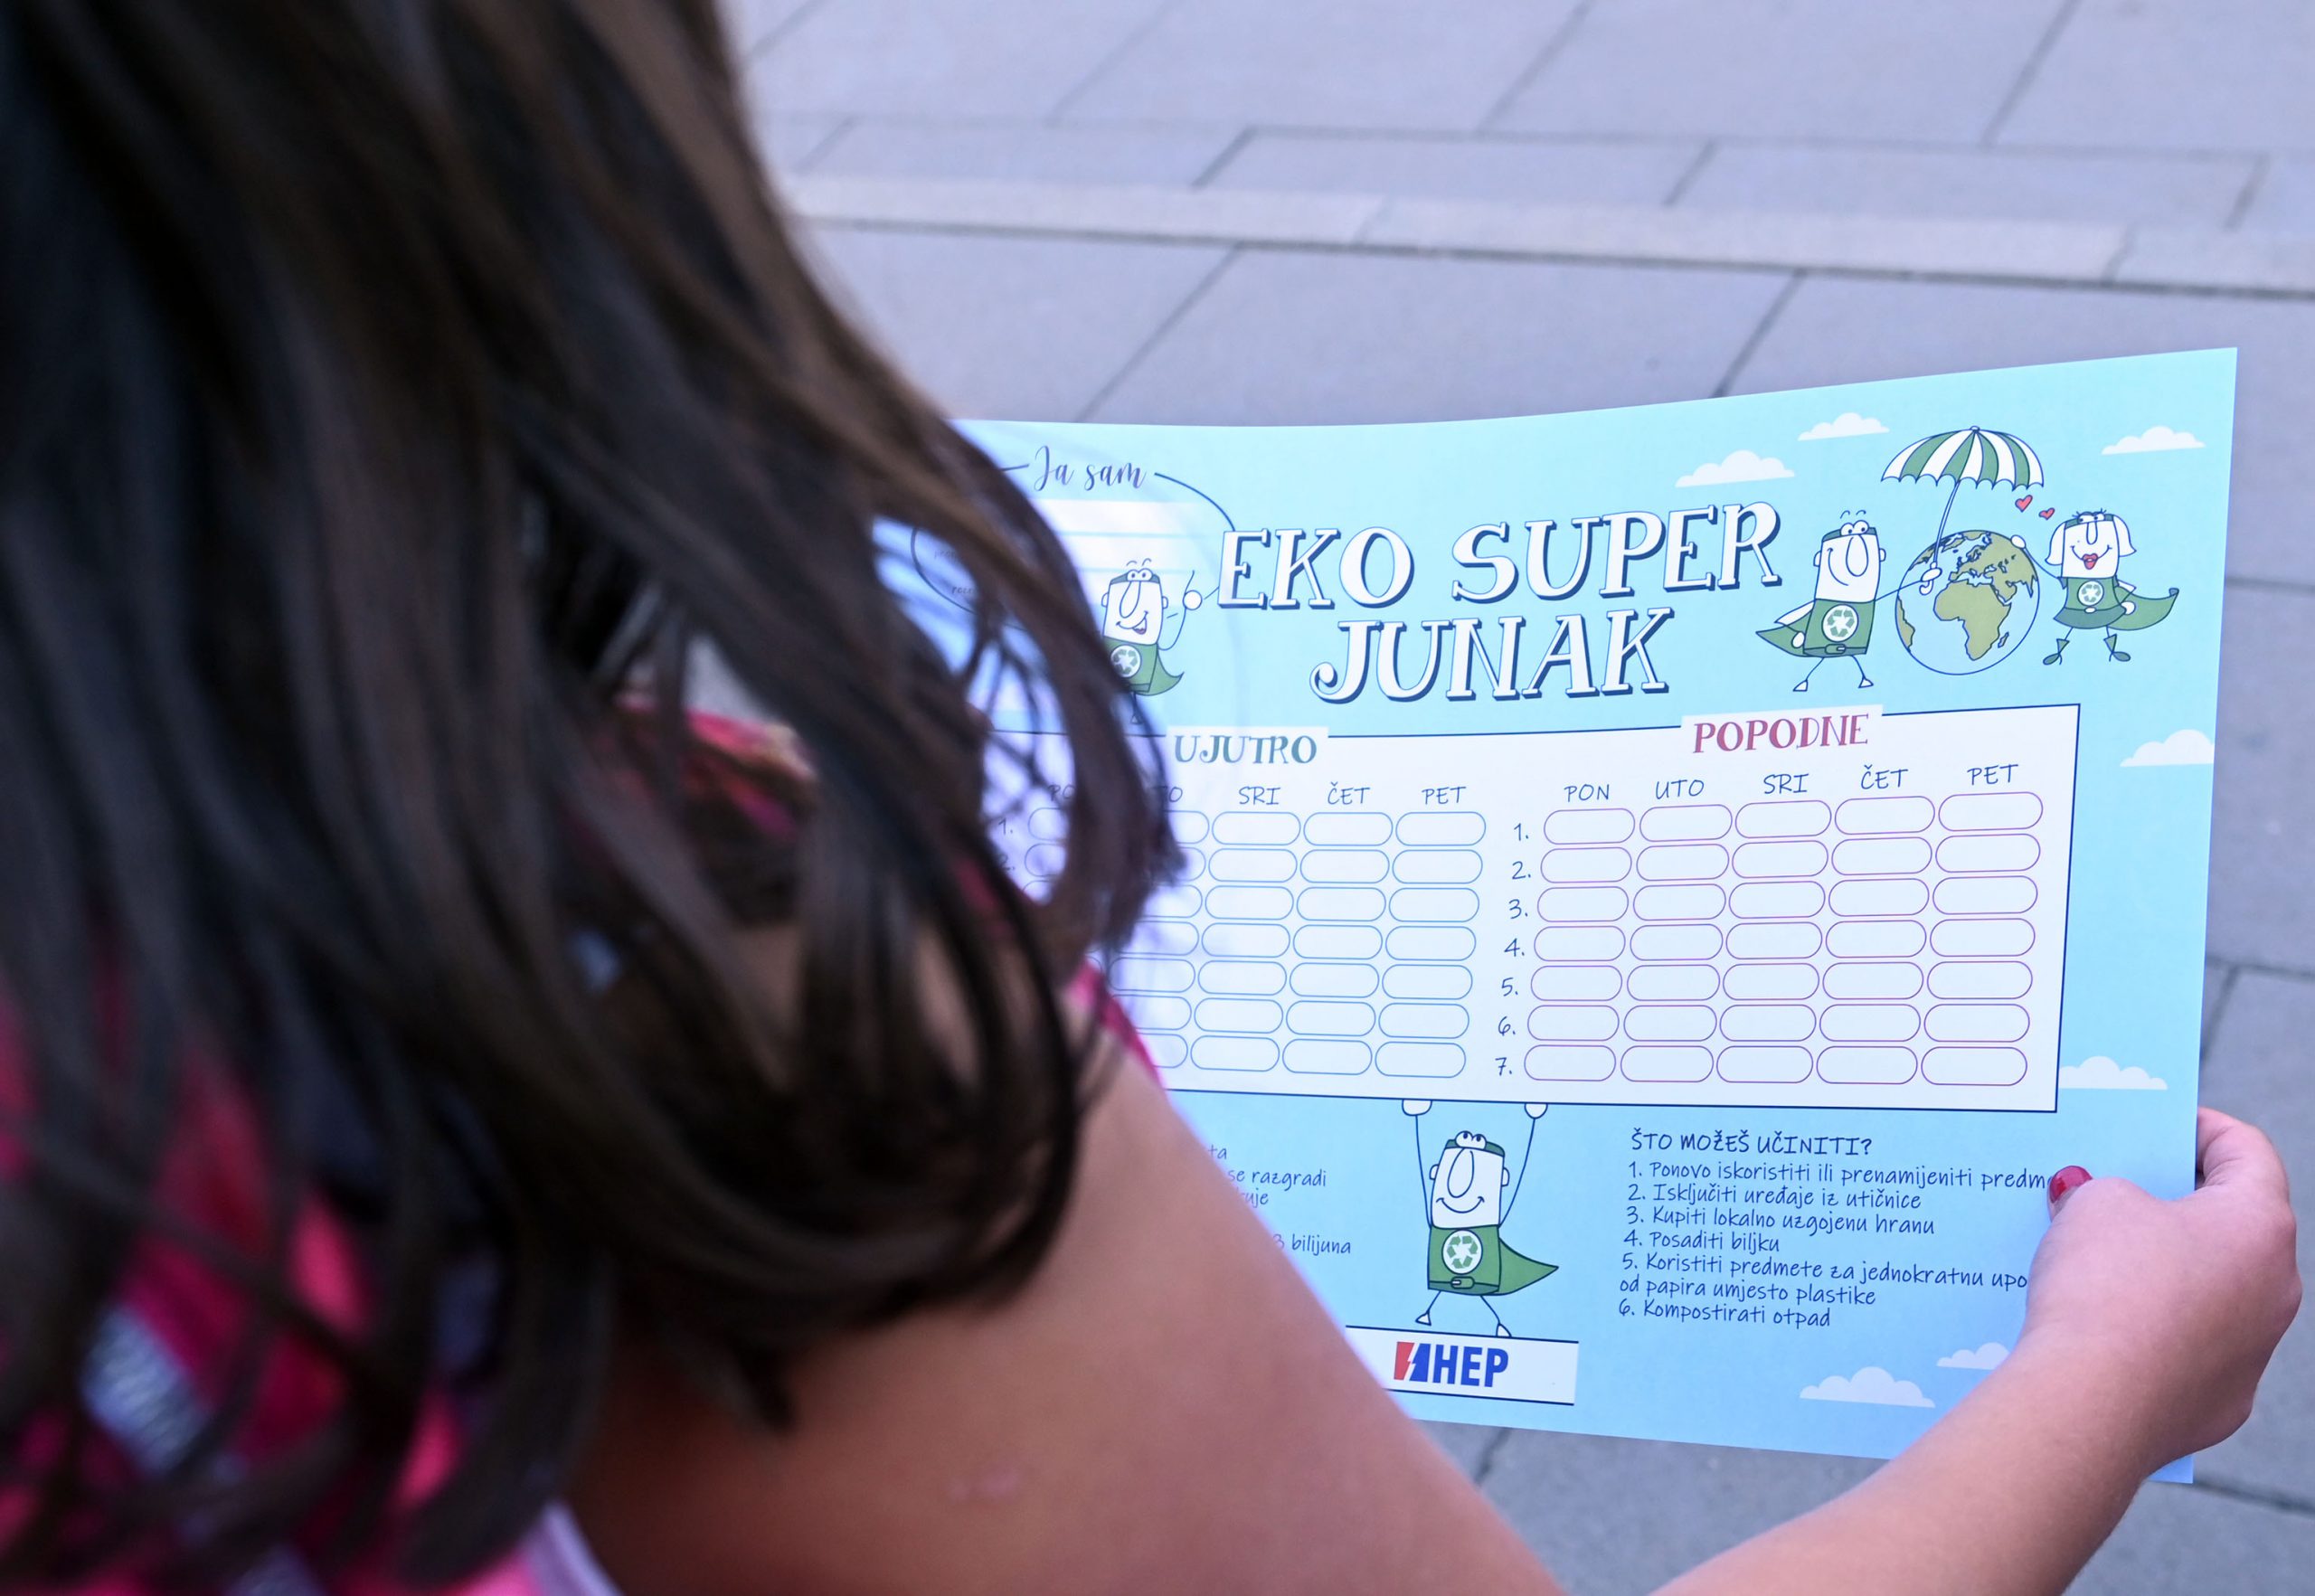 Ja sam
EKO SUPER
JUNAK
UJUTRO
SRI ČET PET
1.
2.
POPODNE
PON UTO SRI ČET PET
1.
2.
3.
4.
5.
6.
7.
se razgradi
bilijuna
ŠTO MOŽEŠ UČINITI?
1. Ponovo iskoristiti ili prenamijeniti predm
2. Isključiti uređaje iz utičnice
3. Kupiti lokalno uzgojenu hranu
4. Posaditi biljku
5. Koristiti predmete za jednokratnu upo
od papira umjesto plastike
6. Kompostirati otpad
HEP